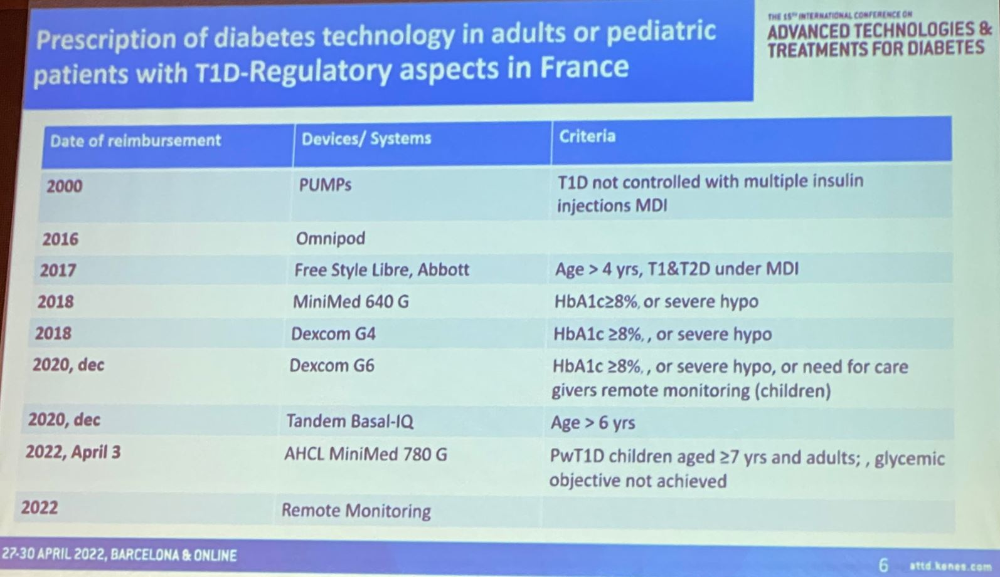 Prescription of diabetes technology in adults or pediatric
patients with T1D-Regulatory aspects in France
THE 15TH INTERNATIONAL CONFERENCE ON
ADVANCED TECHNOLOGIES &
TREATMENTS FOR DIABETES
Date of reimbursement Devices/ Systems Criteria
2000 PUMPs T1D not controlled with multiple insulin
injections MDI
2016 Omnipod
2017 Free Style Libre, Abbott Age > 4 yrs, T1&T2D under MDI
2018 MiniMed 640 G HbA1c≥8%, or severe hypo
2018 Dexcom G4 HbA1c ≥8%, , or severe hypo
2020, dec Dexcom G6 HbA1c ≥8%, , or severe hypo, or need for care
givers remote monitoring (children)
2020, dec Tandem Basal-IQ Age > 6 yrs
2022, April 3 AHCL MiniMed 780 G PwT1D children aged ≥7 yrs and adults; , glycemic
objective not achieved
2022 Remote Monitoring
27-30 APRIL 2022, BARCELONA & ONLINE
6 attd.kenes.com